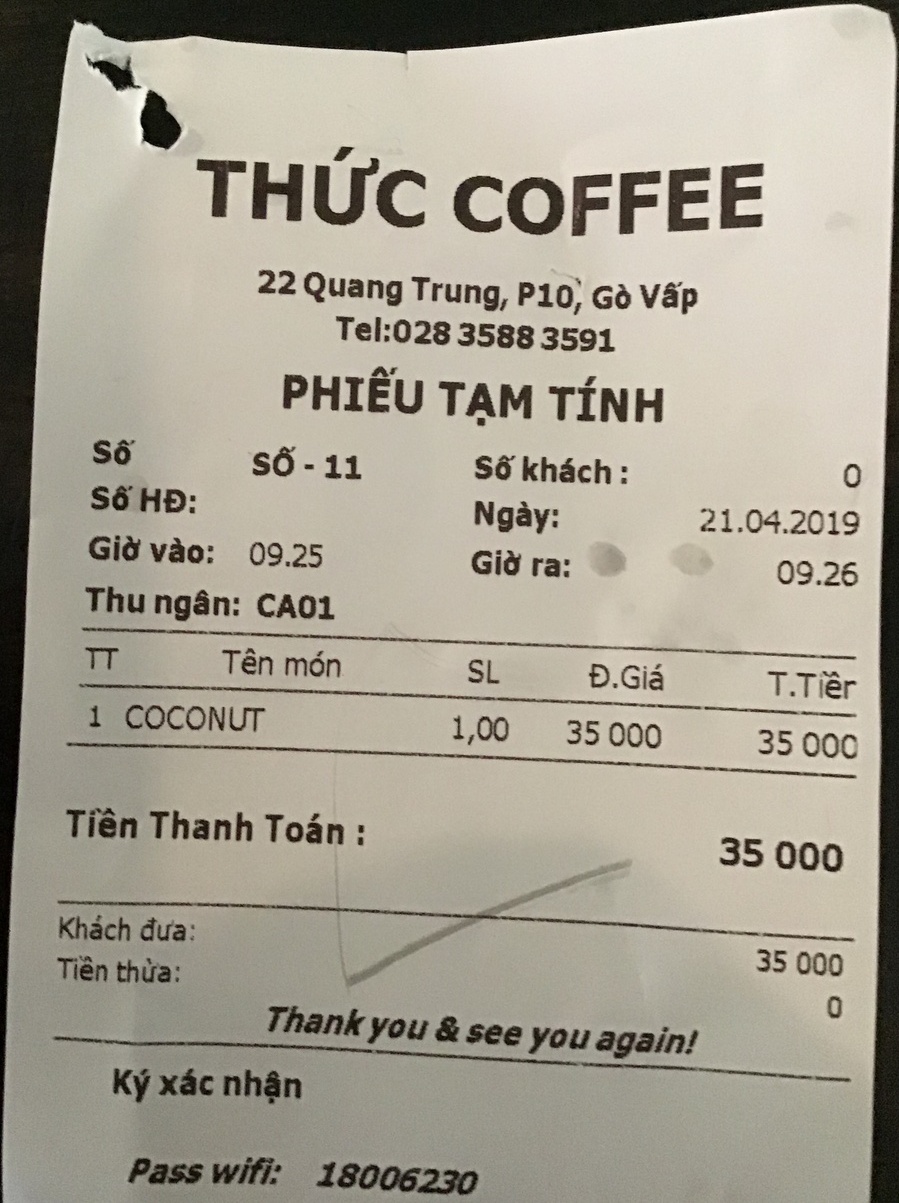 THỨC COFFEE
22 Quang Trung, P10, Gò Vấp
Tel:028 3588 3591
PHIẾU TẠM TÍNH
Số SỐ - 11 Số khách : 0
Số HĐ: Ngày: 21.04.2019
Giờ vào: 09.25 Giờ ra: 09.26
Thu ngân: CA01
TT Tên món SL Đ.Giá T.Tiền
1 COCONUT 1,00 35 000 35 000
Tiền Thanh Toán : 35 000
Khách đưa: 35 000
Tiền thừa: 0
Thank you & see you again!
Ký xác nhận
Pass wifi: 18006230